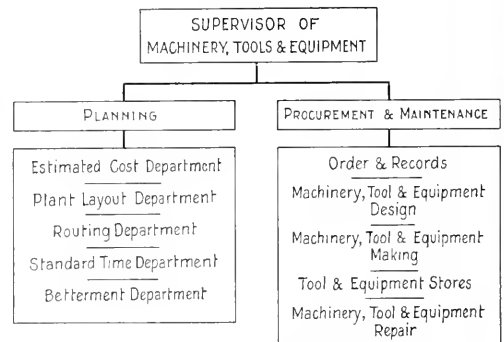 SUPERVISOR OF
MACHINERY, TOOLS & EQUIPMENT
PLANNING
Estimated Cost Department
Plant Layout Department
Routing Department
Standard Time Department
Betterment Department
PROCUREMENT & MAINTENANCE
Order & Records
Machinery, Tool & Equipment
Design
Machinery, Tool & Equipment
Making
Tool & Equipment Stores
Machinery, Tool & Equipment
Repair